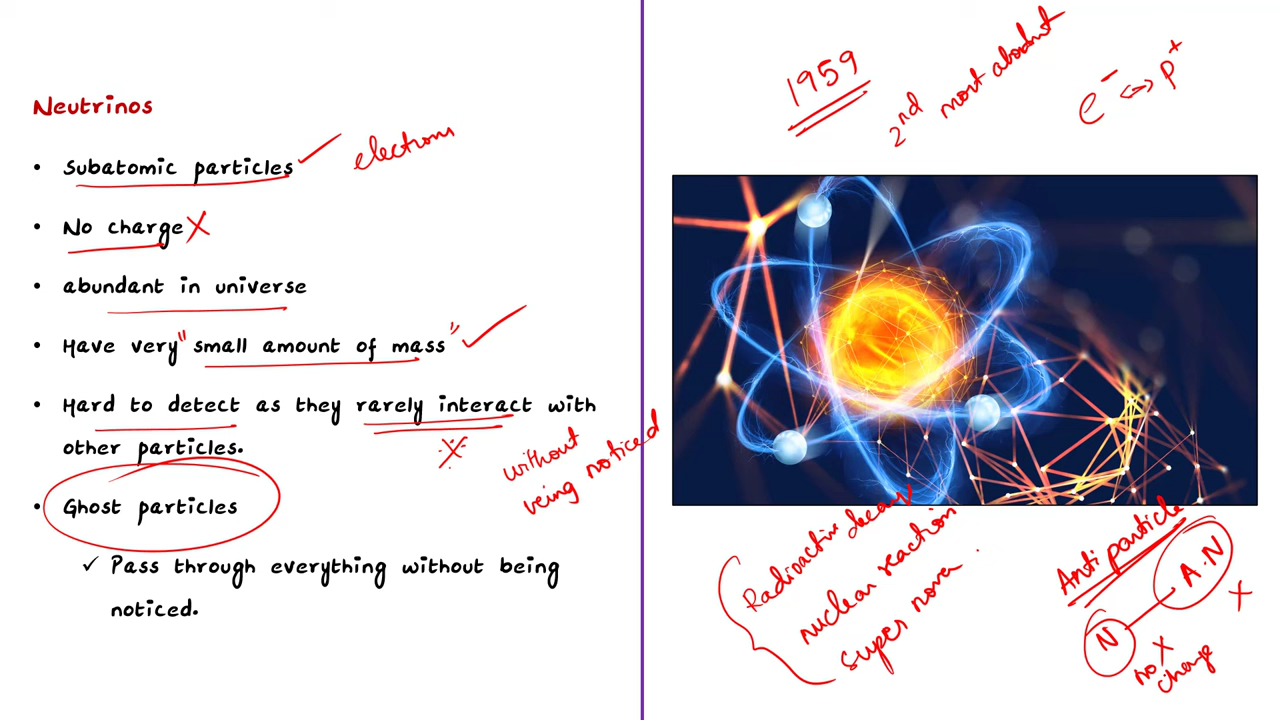 Neutrinos
• Subatomic particles
electrons
• No charge X
• abundant in universe
• Have very "small amount of mass"
• Hard to detect as they rarely interact with
other particles.
without
being noticed
• Ghost particles
✓ Pass through everything without being
noticed.
1959
2nd most abundant
e- ↔ p+
Radioactive decay
nuclear reaction
super nova
Antiparticle
A.N
N
X
no charge
X